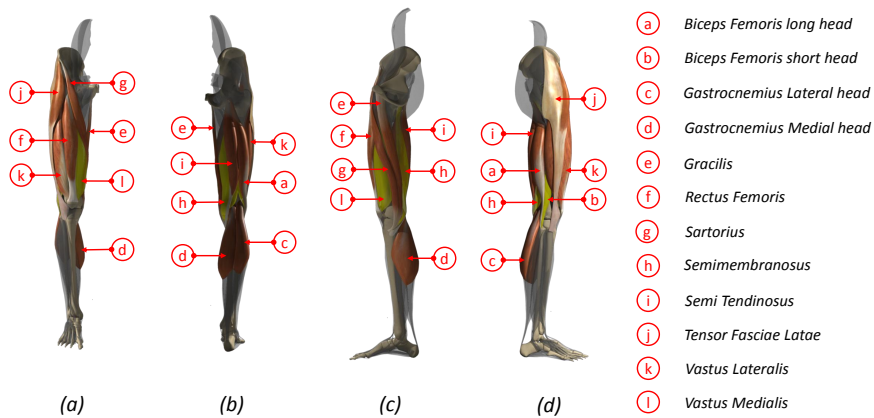 a Biceps Femoris long head
b Biceps Femoris short head
c Gastrocnemius Lateral head
d Gastrocnemius Medial head
e Gracilis
f Rectus Femoris
g Sartorius
h Semimembranosus
i Semi Tendinosus
j Tensor Fasciae Latae
k Vastus Lateralis
l Vastus Medialis
j
g
f
e
k
l
d
(a)
e
k
i
a
h
d
c
(b)
e
f
i
g
h
l
d
(c)
j
i
a
k
h
b
c
(d)